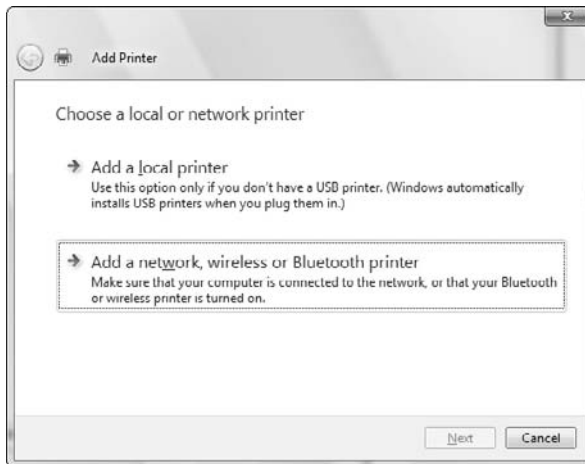 Add Printer
Choose a local or network printer
Add a local printer
Use this option only if you don't have a USB printer. (Windows automatically
installs USB printers when you plug them in.)
Add a network, wireless or Bluetooth printer
Make sure that your computer is connected to the network, or that your Bluetooth
or wireless printer is turned on.
Next
Cancel